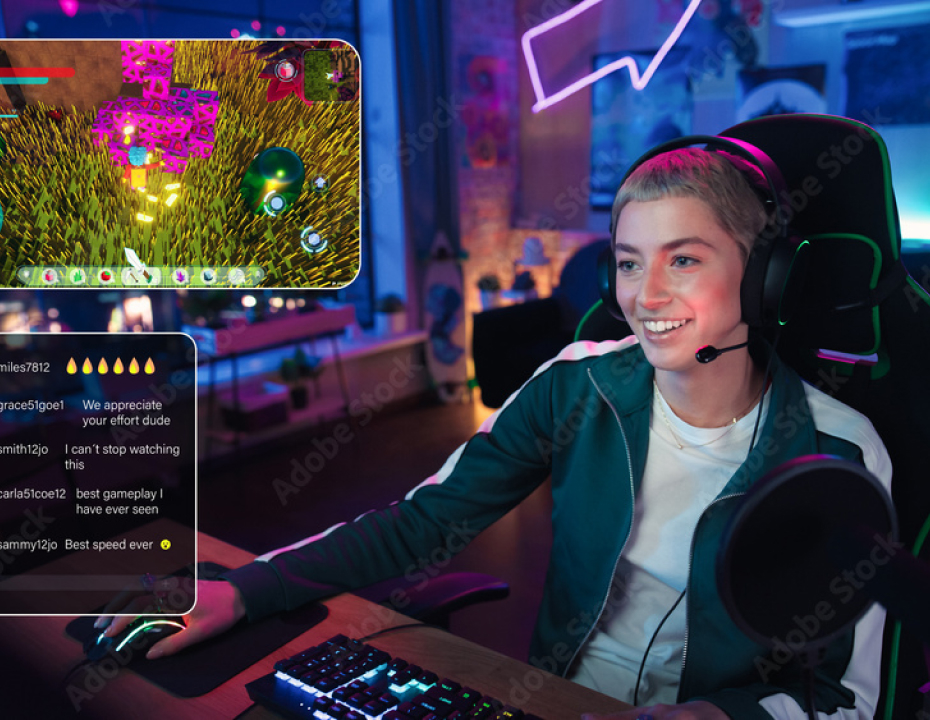 miles7812 🔥🔥🔥🔥🔥🔥
grace51goe1 We appreciate
your effort dude
smith12jo I can´t stop watching
this
carla51coe12 best gameplay I
have ever seen
sammy12jo Best speed ever 😮
Adobe Stock